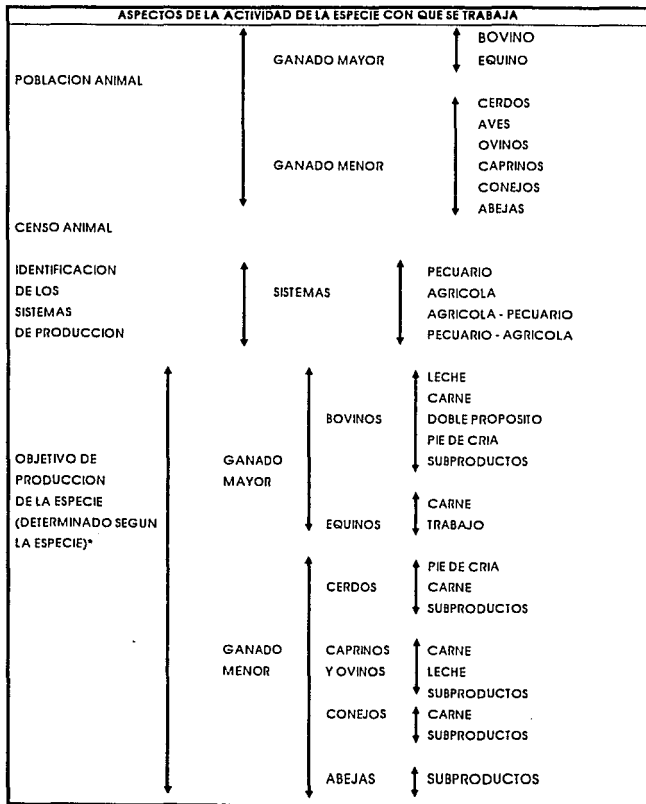 ASPECTOS DE LA ACTIVIDAD DE LA ESPECIE CON QUE SE TRABAJA
POBLACION ANIMAL
GANADO MAYOR
BOVINO
EQUINO
GANADO MENOR
CERDOS
AVES
OVINOS
CAPRINOS
CONEJOS
ABEJAS
CENSO ANIMAL
IDENTIFICACION
DE LOS
SISTEMAS
DE PRODUCCION
SISTEMAS
PECUARIO
AGRICOLA
AGRICOLA - PECUARIO
PECUARIO - AGRICOLA
OBJETIVO DE
PRODUCCION
DE LA ESPECIE
(DETERMINADO SEGUN
LA ESPECIE)*
GANADO
MAYOR
BOVINOS
LECHE
CARNE
DOBLE PROPOSITO
PIE DE CRIA
SUBPRODUCTOS
EQUINOS
CARNE
TRABAJO
GANADO
MENOR
CERDOS
PIE DE CRIA
CARNE
SUBPRODUCTOS
CAPRINOS
Y OVINOS
CARNE
LECHE
SUBPRODUCTOS
CONEJOS
CARNE
SUBPRODUCTOS
ABEJAS
SUBPRODUCTOS